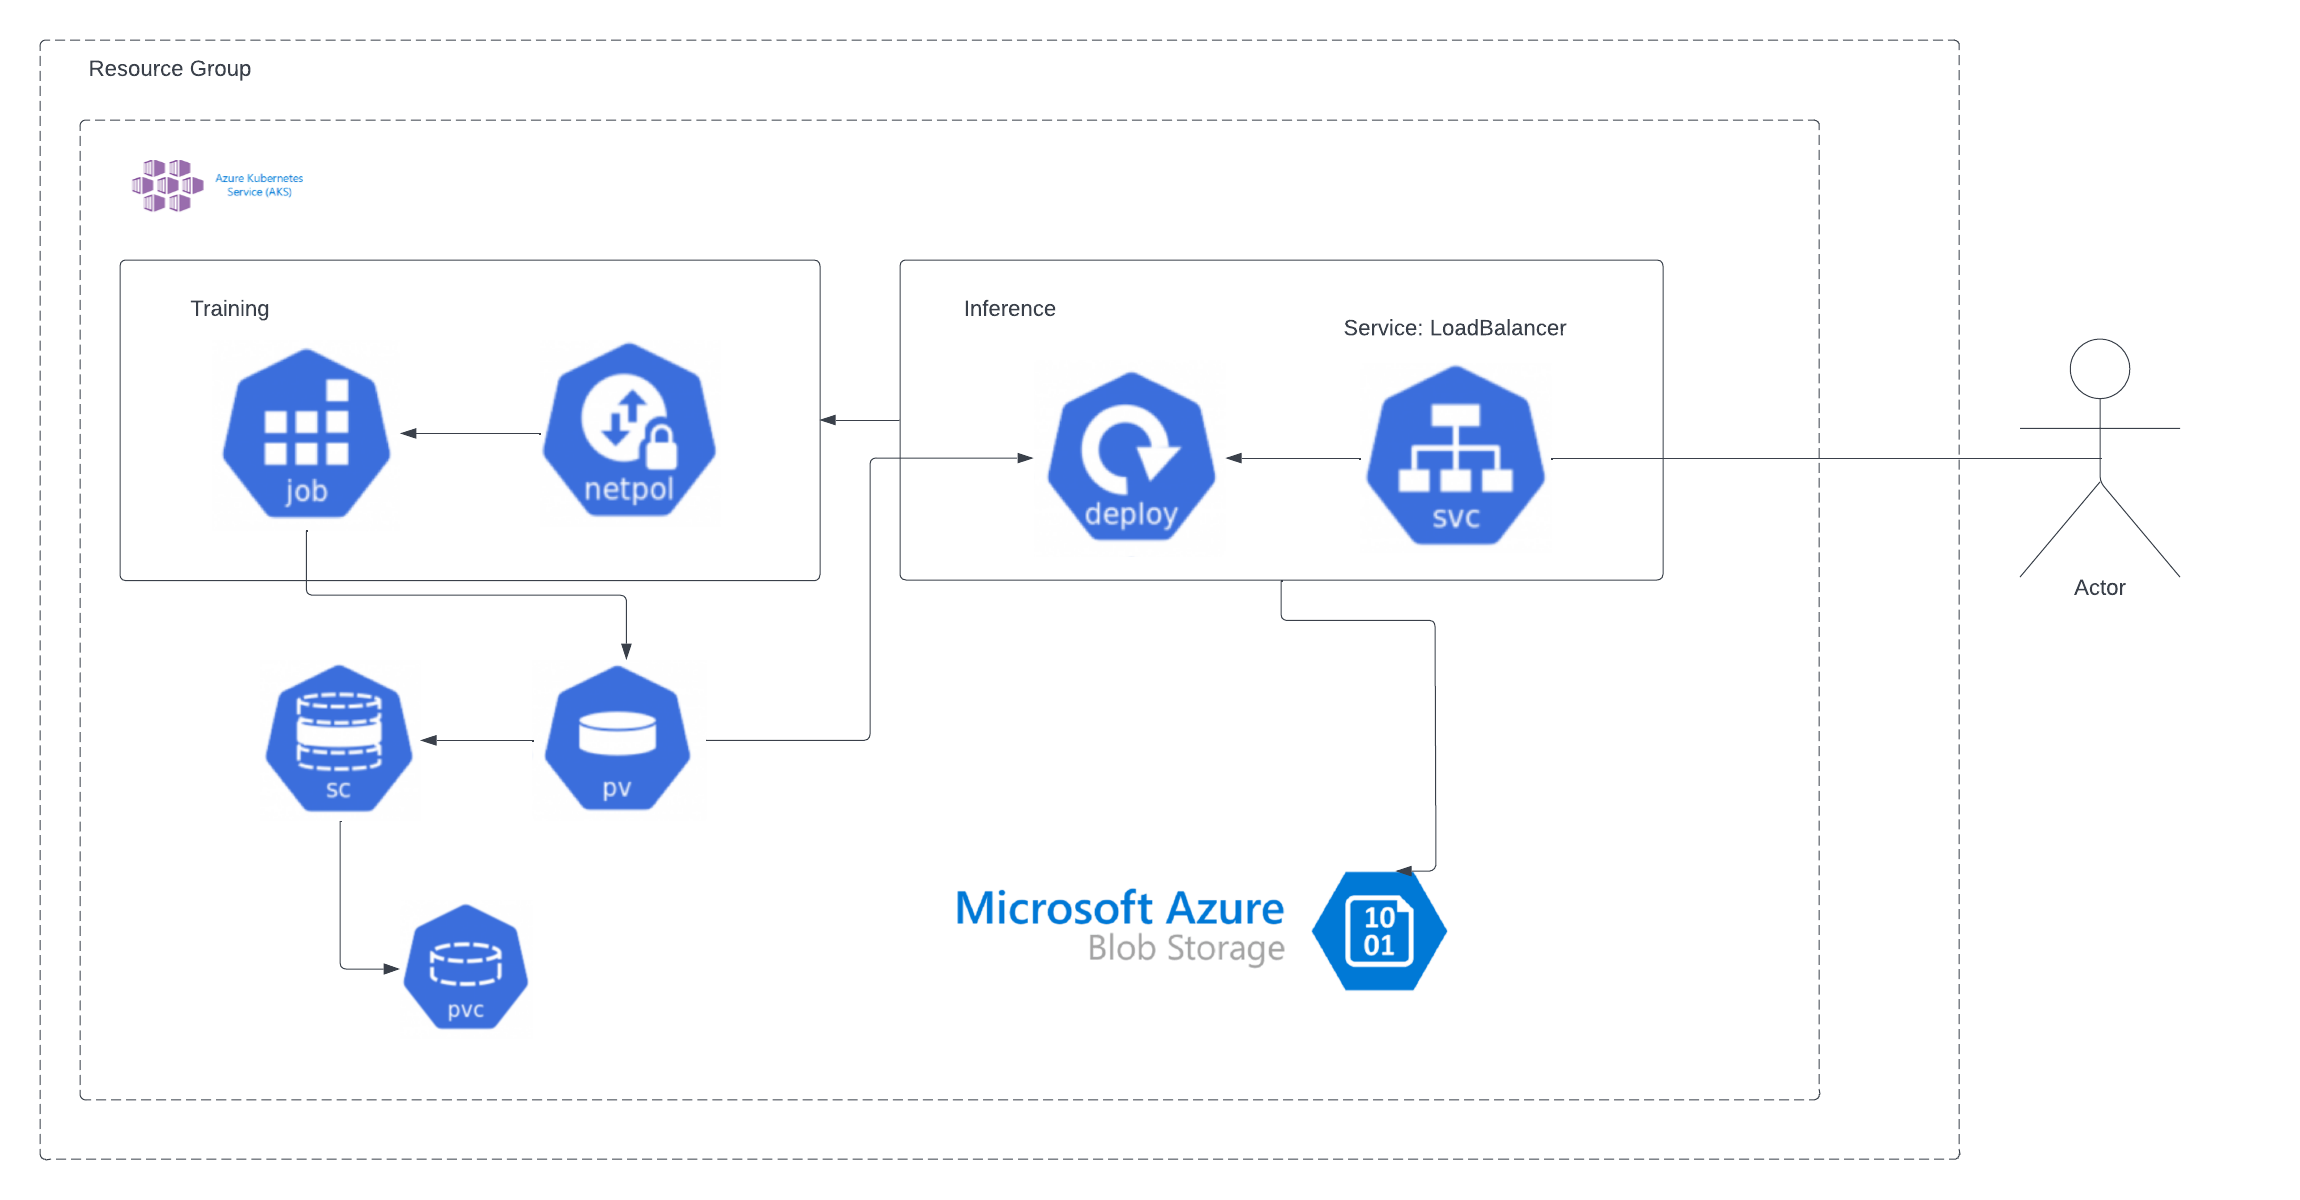 Resource Group
Azure Kubernetes
Service (AKS)
Training
Inference
Service: LoadBalancer
job
netpol
deploy
svc
Actor
sc
pv
Microsoft Azure
Blob Storage
10
01
pvc